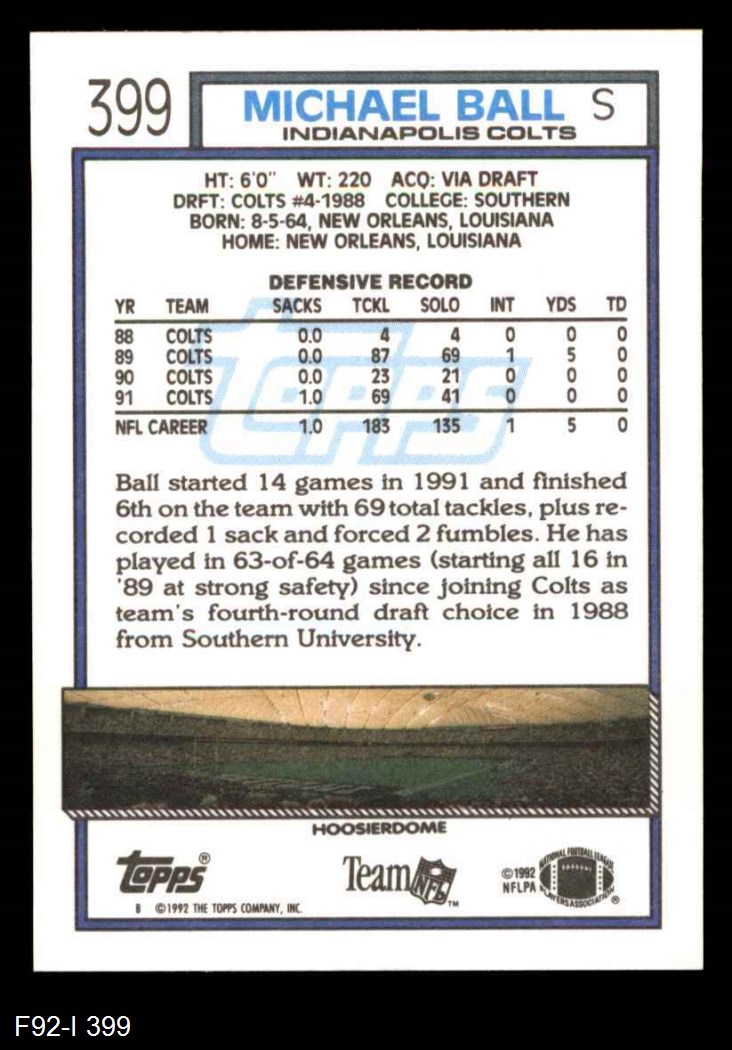 399
MICHAEL BALL S
INDIANAPOLIS COLTS
HT: 6'0" WT: 220 ACQ: VIA DRAFT
DRFT: COLTS #4-1988 COLLEGE: SOUTHERN
BORN: 8-5-64, NEW ORLEANS, LOUISIANA
HOME: NEW ORLEANS, LOUISIANA
DEFENSIVE RECORD
YR TEAM SACKS TCKL SOLO INT YDS TD
88 COLTS 0.0 4 4 0 0 0
89 COLTS 0.0 87 69 1 5 0
90 COLTS 0.0 23 21 0 0 0
91 COLTS 1.0 69 41 0 0 0
NFL CAREER 1.0 183 135 1 5 0
TOPPS
Ball started 14 games in 1991 and finished
6th on the team with 69 total tackles, plus re-
corded 1 sack and forced 2 fumbles. He has
played in 63-of-64 games (starting all 16 in
'89 at strong safety) since joining Colts as
team's fourth-round draft choice in 1988
from Southern University.
HOOSIERDOME
TOPPS®
B ©1992 THE TOPPS COMPANY, INC.
Team NFL™
©1992
NFLPA
NATIONAL FOOTBALL LEAGUE
PLAYERS ASSOCIATION ®
F92-I 399